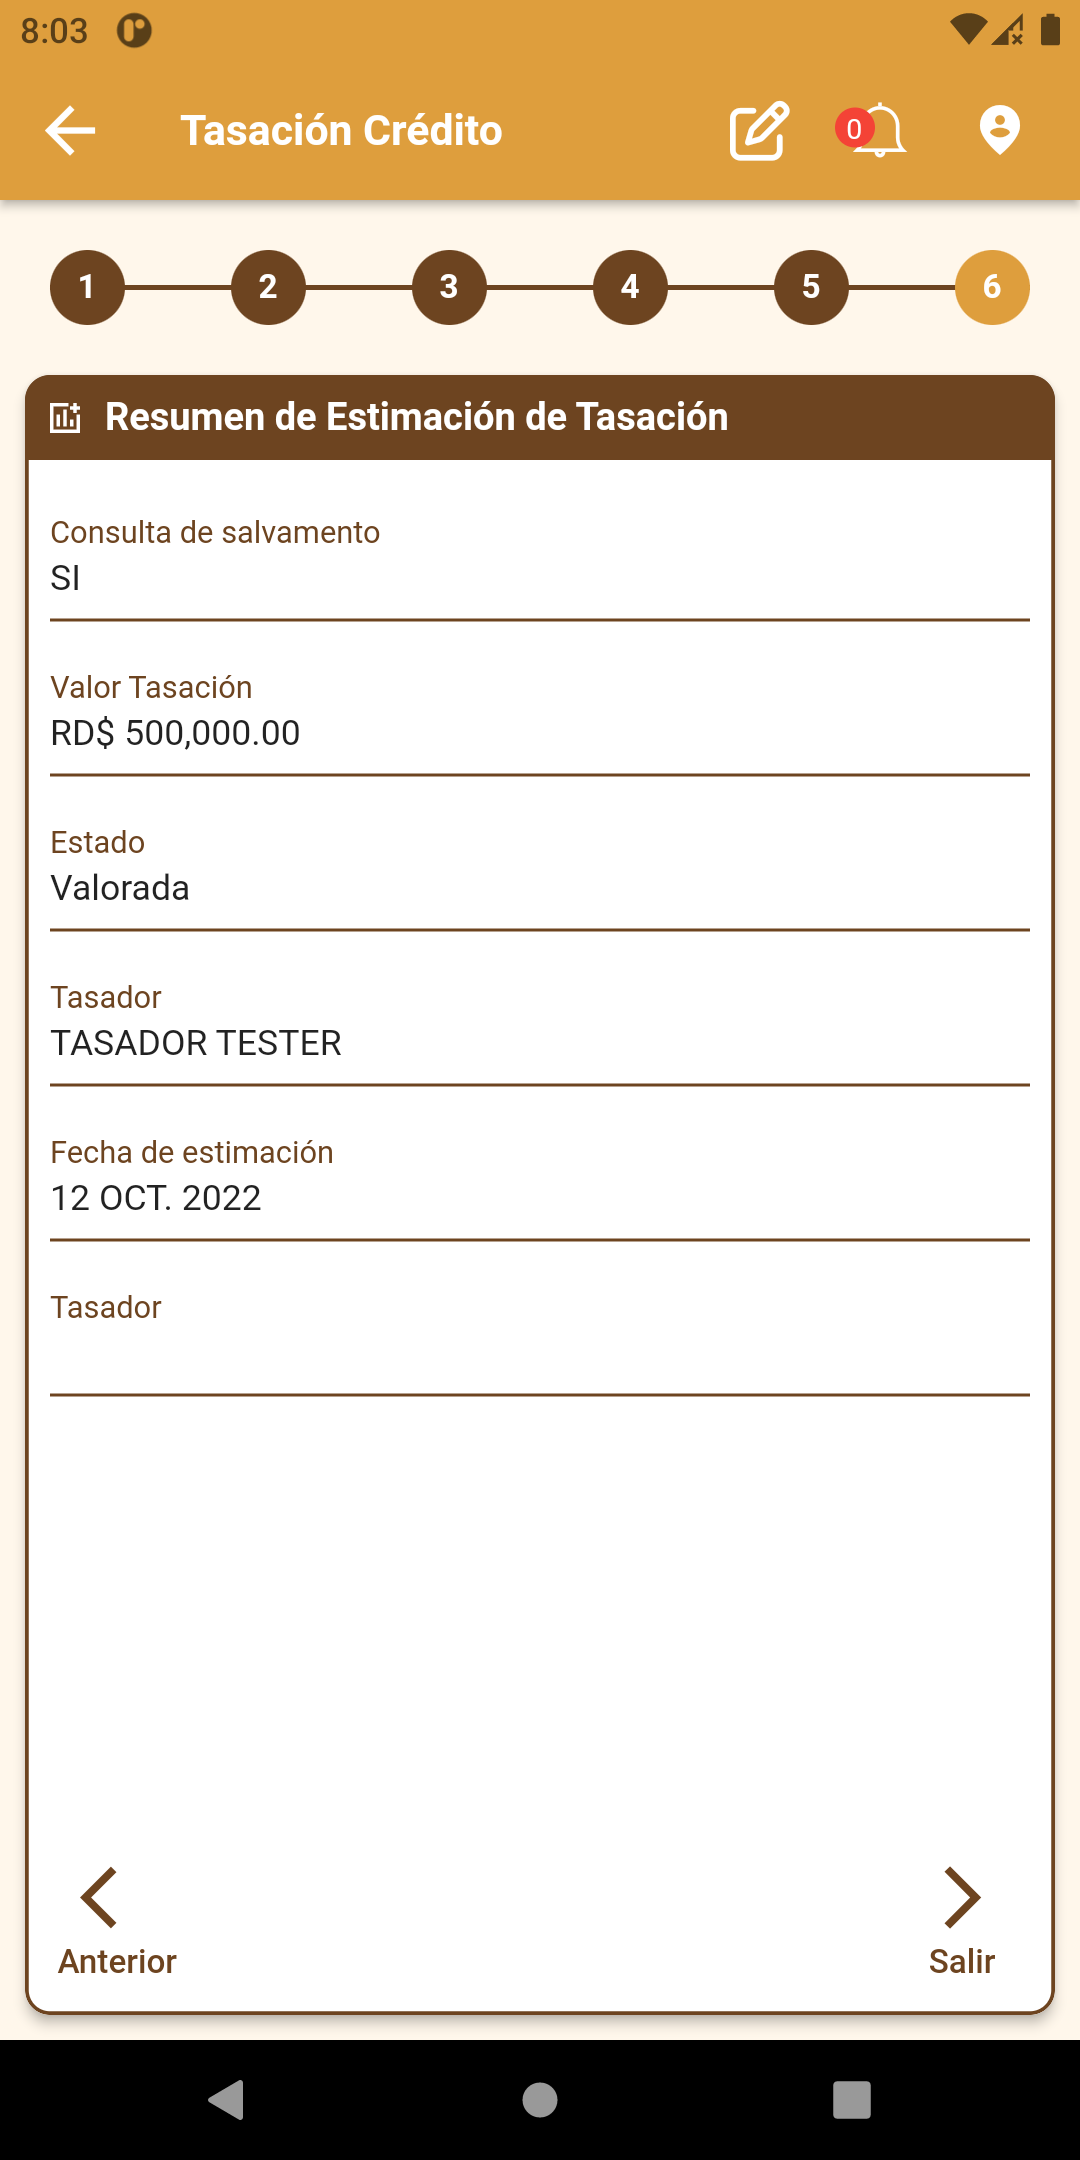 8:03
Tasación Crédito
0
1 2 3 4 5 6
Resumen de Estimación de Tasación
Consulta de salvamento
SI
Valor Tasación
RD$ 500,000.00
Estado
Valorada
Tasador
TASADOR TESTER
Fecha de estimación
12 OCT. 2022
Tasador
Anterior
Salir